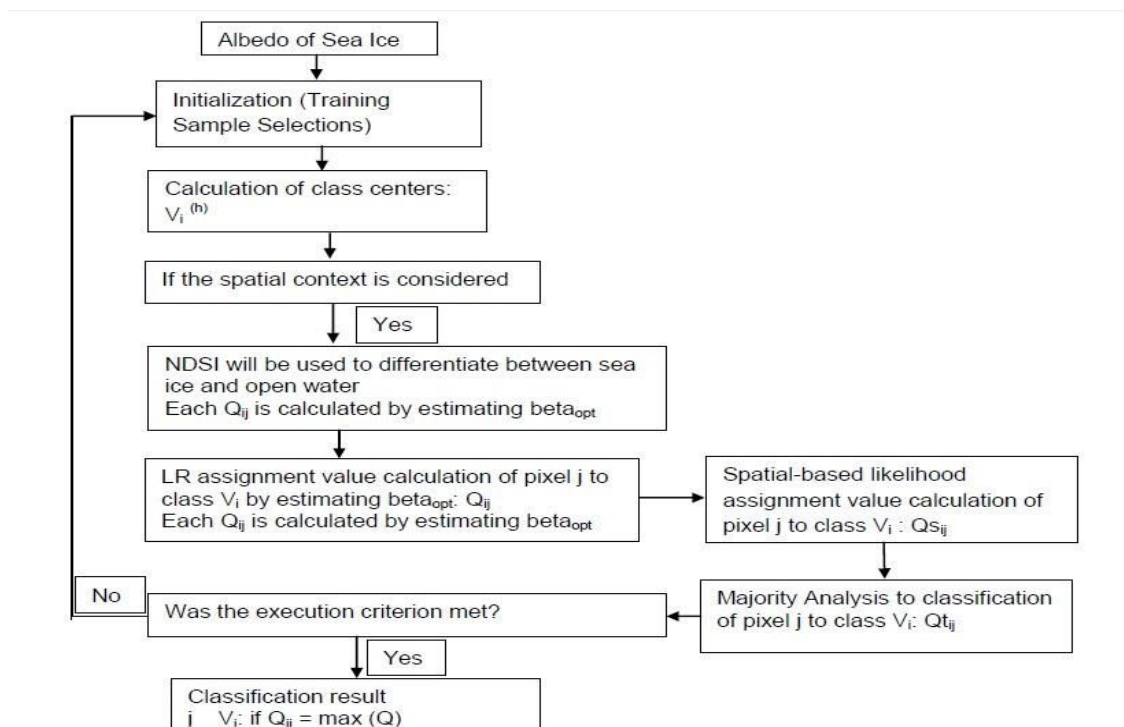 Albedo of Sea Ice
Initialization (Training
Sample Selections)
Calculation of class centers:
Vi (h)
If the spatial context is considered
Yes
NDSI will be used to differentiate between sea
ice and open water
Each Qij is calculated by estimating betaopt
LR assignment value calculation of pixel j to
class Vi by estimating betaopt: Qij
Each Qij is calculated by estimating betaopt
Spatial-based likelihood
assignment value calculation of
pixel j to class Vi : Qsij
Majority Analysis to classification
of pixel j to class Vi: Qtij
Was the execution criterion met?
No
Yes
Classification result
j Vi: if Qij = max (Q)